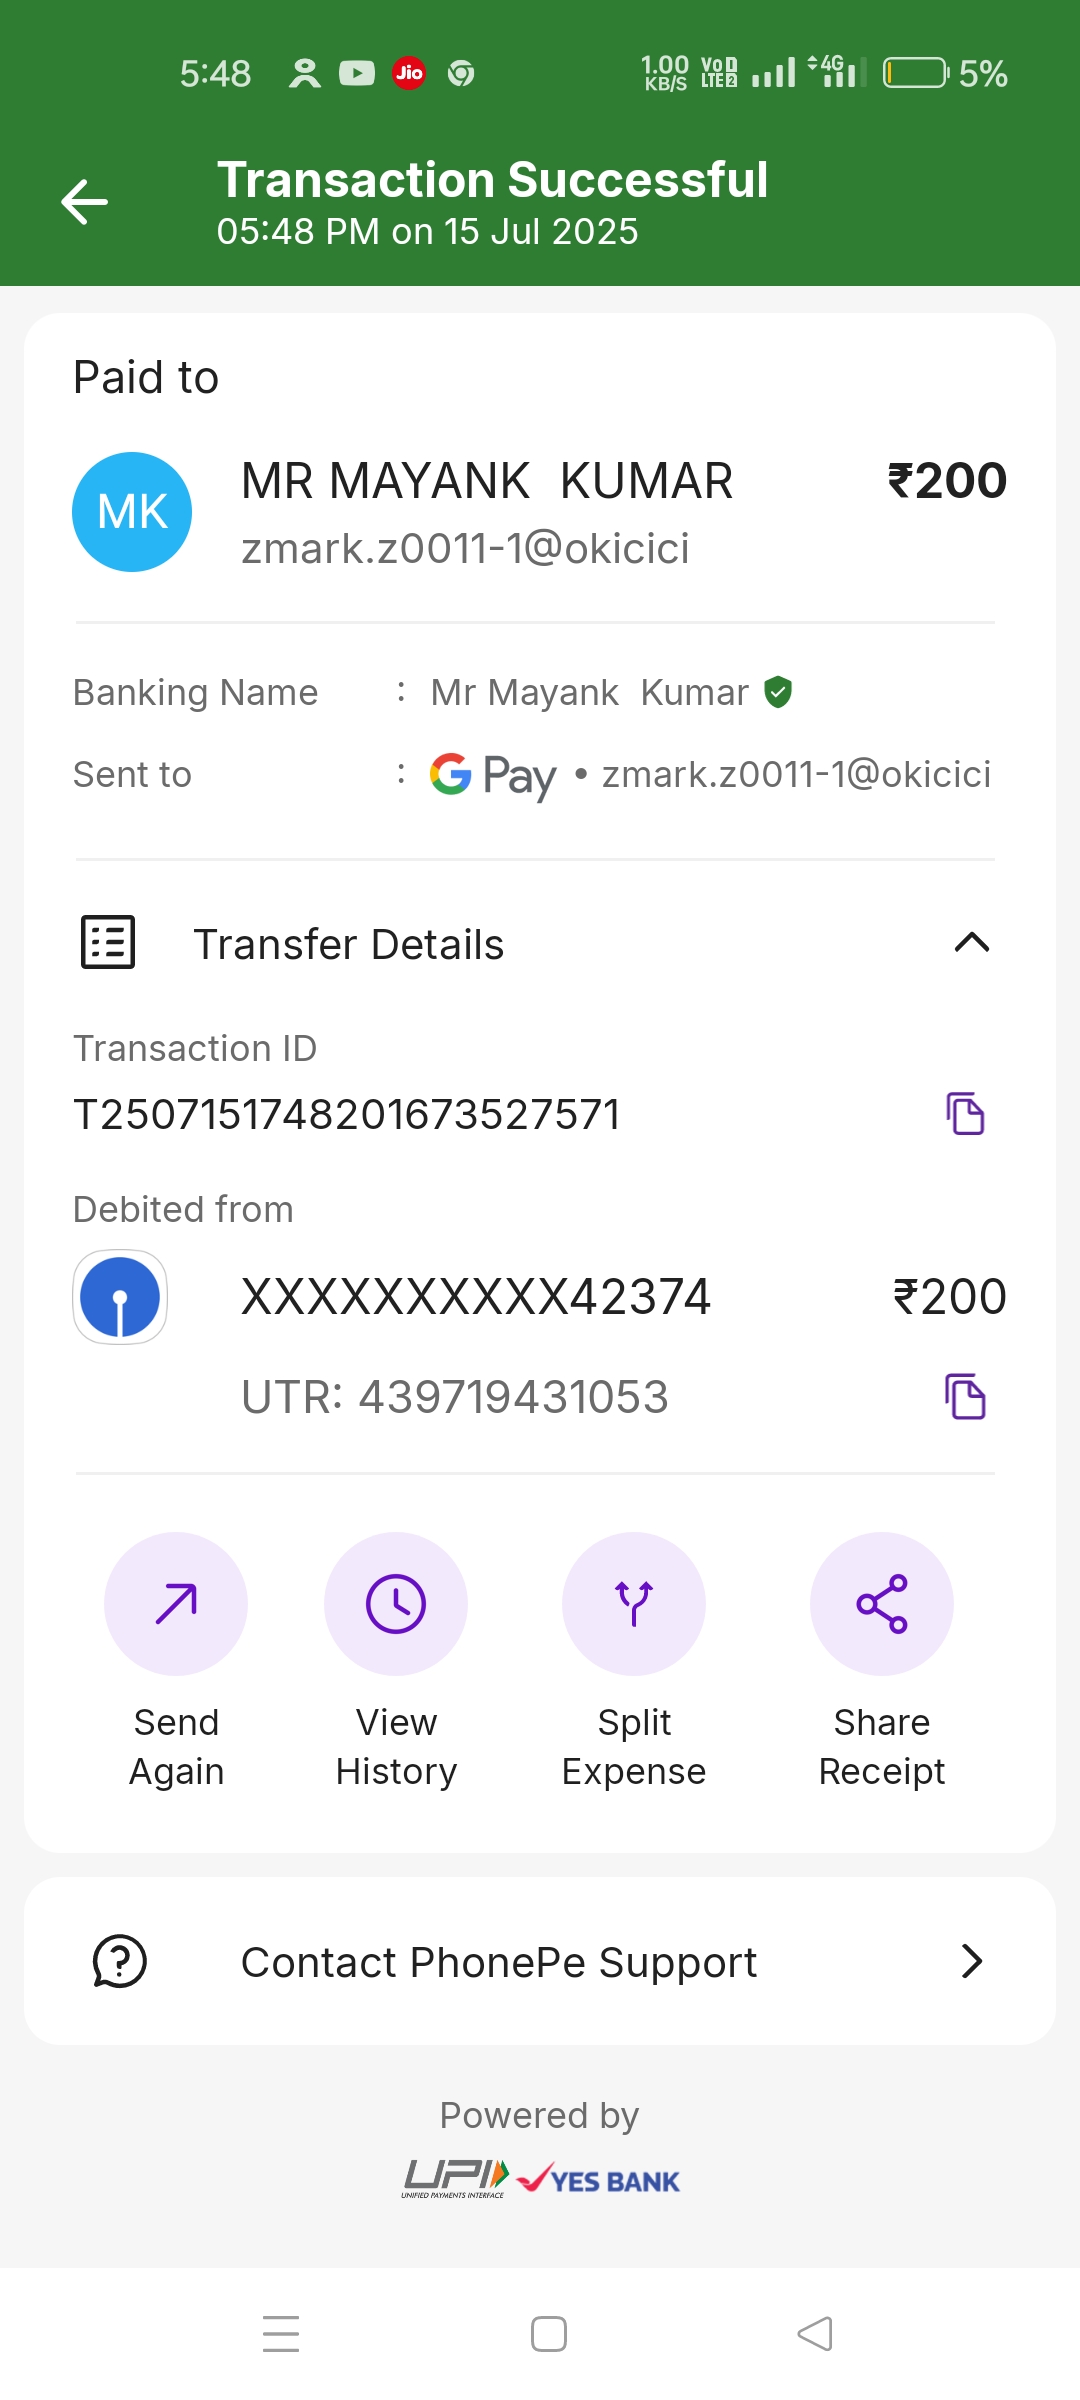 5:48 Jio 1.00 KB/S VoLTE 1 2 4G 5%
Transaction Successful
05:48 PM on 15 Jul 2025
Paid to
MK MR MAYANK KUMAR ₹200
zmark.z0011-1@okicici
Banking Name : Mr Mayank Kumar
Sent to : G Pay • zmark.z0011-1@okicici
Transfer Details
Transaction ID
T2507151748201673527571
Debited from
XXXXXXXXXX42374 ₹200
UTR: 439719431053
Send Again
View History
Split Expense
Share Receipt
Contact PhonePe Support
Powered by
UPI YES BANK
UNIFIED PAYMENTS INTERFACE